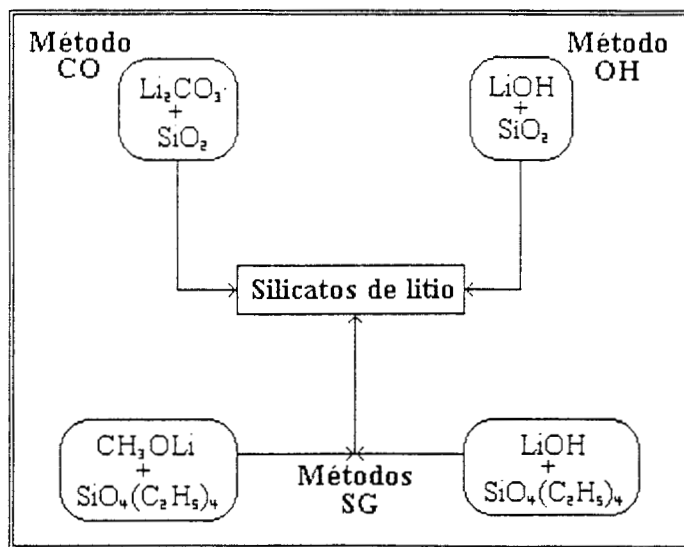 Método
CO
Li₂CO₃
+
SiO₂
Método
OH
LiOH
+
SiO₂
Silicatos de litio
CH₃OLi
+
SiO₄(C₂H₅)₄
Métodos
SG
LiOH
+
SiO₄(C₂H₅)₄